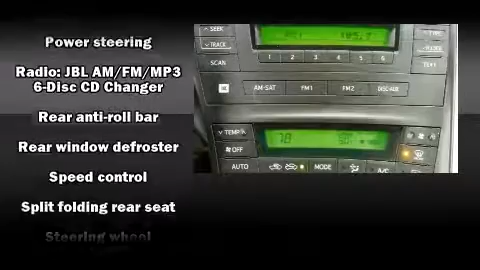 Power steering
Radio: JBL AM/FM/MP3
6-Disc CD Changer
Rear anti-roll bar
Rear window defroster
Speed control
Split folding rear seat
Steering wheel
SEEK
TRACK
SCAN
1 2 3 4 5 6
TEXT
AM-SAT FM1 FM2 DISC-AUX
TEMP
OFF
AUTO
MODE
A/C
70